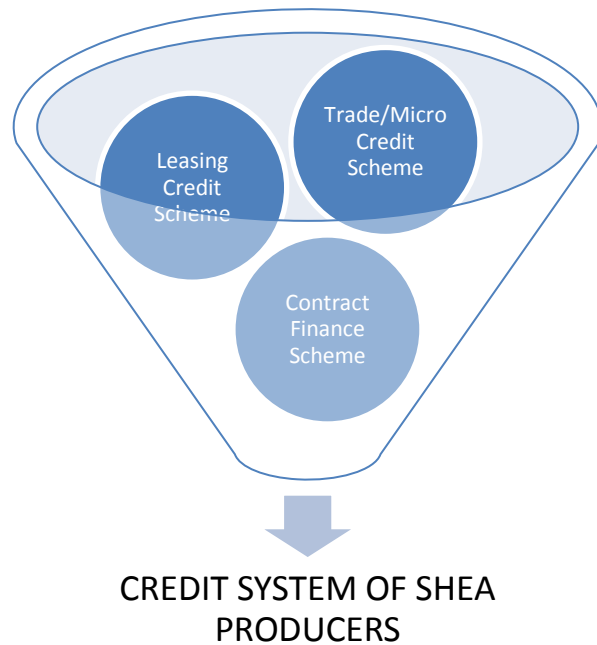 Trade/Micro
Credit
Scheme
Leasing
Credit
Scheme
Contract
Finance
Scheme
CREDIT SYSTEM OF SHEA
PRODUCERS